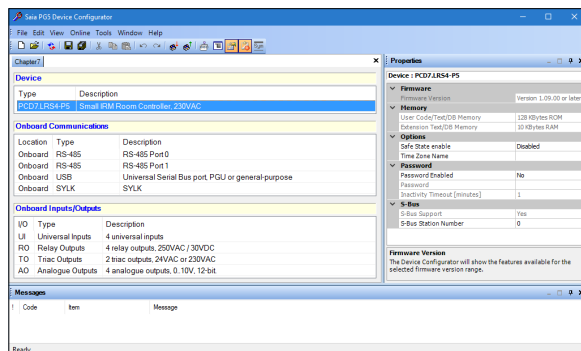 Saia PG5 Device Configurator
File Edit View Online Tools Window Help
Chapter7
Device
Type Description
PCD7.LRS4-P5 Small IRM Room Controller, 230VAC
Onboard Communications
Location Type Description
Onboard RS-485 RS-485 Port 0
Onboard RS-485 RS-485 Port 1
Onboard USB Universal Serial Bus port, PGU or general-purpose
Onboard SYLK SYLK
Onboard Inputs/Outputs
I/O Type Description
UI Universal Inputs 4 universal inputs
RO Relay Outputs 4 relay outputs, 250VAC / 30VDC
TO Triac Outputs 2 triac outputs, 24VAC or 230VAC
AO Analogue Outputs 4 analogue outputs, 0..10V, 12-bit
Properties
Device : PCD7.LRS4-P5
Firmware
Firmware Version Version 1.09.00 or later
Memory
User Code/Text/DB Memory 128 KBytes ROM
Extension Text/DB Memory 10 KBytes RAM
Options
Safe State enable Disabled
Time Zone Name
Password
Password Enabled No
Password
Inactivity Timeout [minutes] 1
S-Bus
S-Bus Support Yes
S-Bus Station Number 0
Firmware Version
The Device Configurator will show the features available for the
selected firmware version range.
Messages
! Code Item Message
Ready